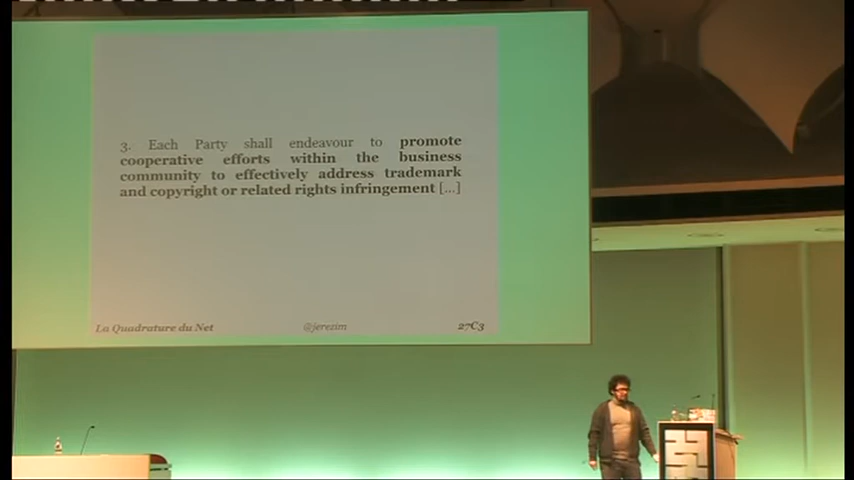 3. Each Party shall endeavour to promote
cooperative efforts within the business
community to effectively address trademark
and copyright or related rights infringement [...]
La Quadrature du Net @jerezim 27C3